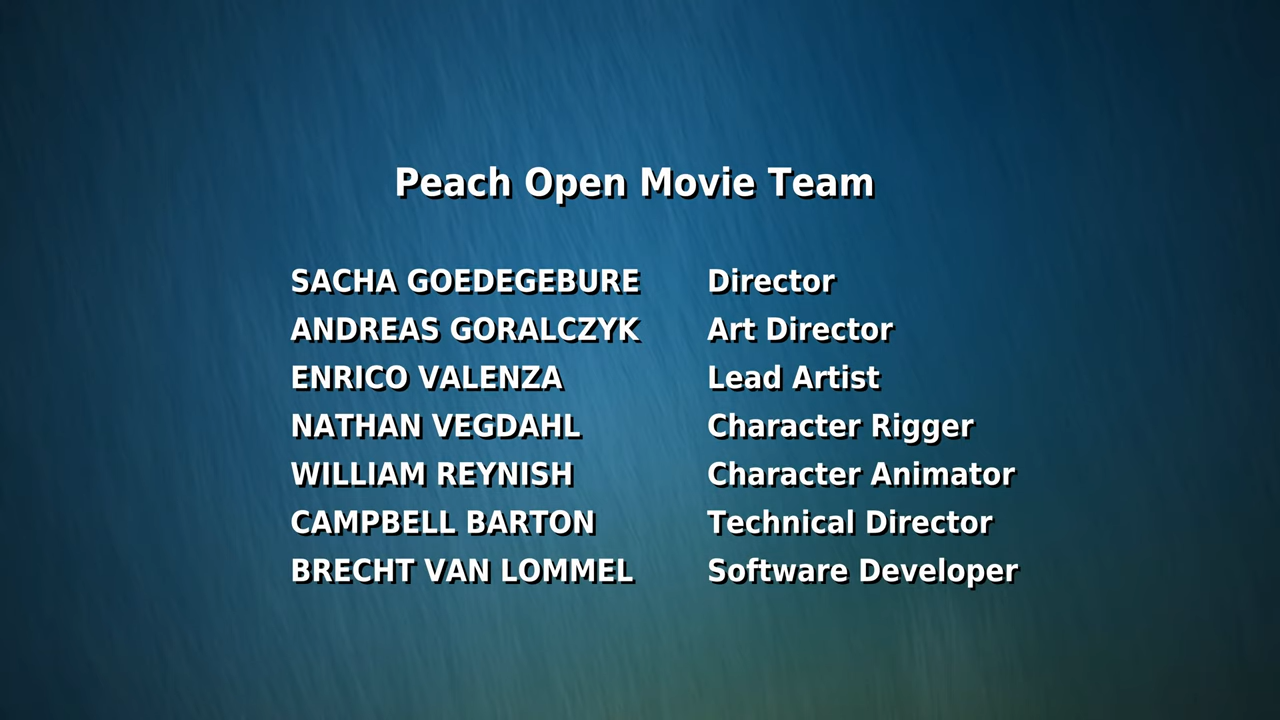 Peach Open Movie Team
SACHA GOEDEGEBURE Director
ANDREAS GORALCZYK Art Director
ENRICO VALENZA Lead Artist
NATHAN VEGDAHL Character Rigger
WILLIAM REYNISH Character Animator
CAMPBELL BARTON Technical Director
BRECHT VAN LOMMEL Software Developer